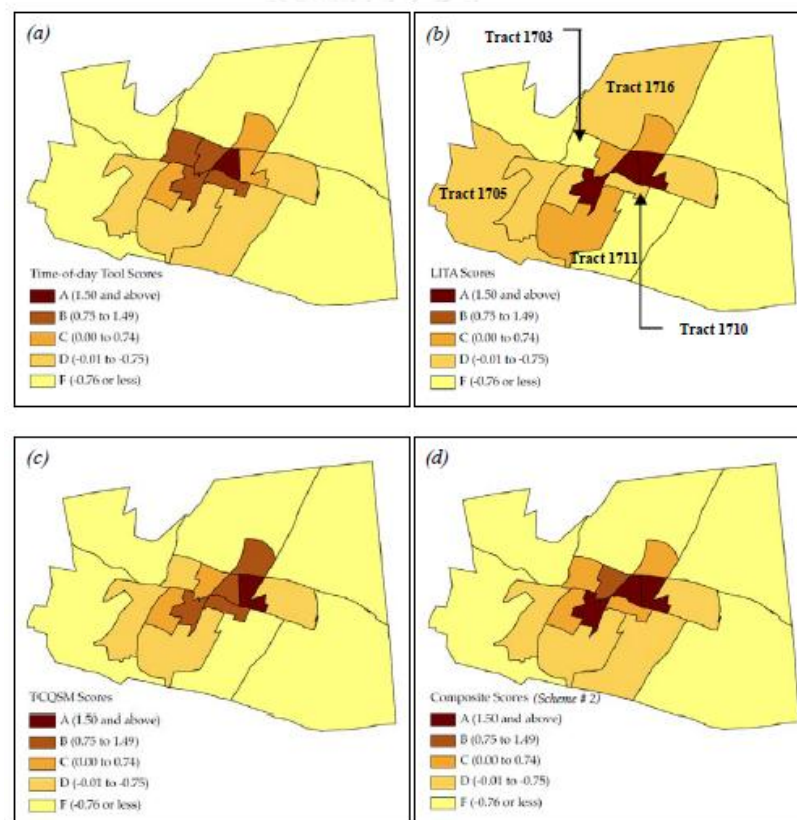 (a)
Time-of-day Tool Scores
A (1.50 and above)
B (0.75 to 1.49)
C (0.00 to 0.74)
D (-0.01 to -0.75)
F (-0.76 or less)
(b)
Tract 1703
Tract 1716
Tract 1705
Tract 1711
LITA Scores
A (1.50 and above)
B (0.75 to 1.49)
C (0.00 to 0.74)
D (-0.01 to -0.75)
F (-0.76 or less)
Tract 1710
(c)
TCQSM Scores
A (1.50 and above)
B (0.75 to 1.49)
C (0.00 to 0.74)
D (-0.01 to -0.75)
F (-0.76 or less)
(d)
Composite Scores (Scheme # 2)
A (1.50 and above)
B (0.75 to 1.49)
C (0.00 to 0.74)
D (-0.01 to -0.75)
F (-0.76 or less)